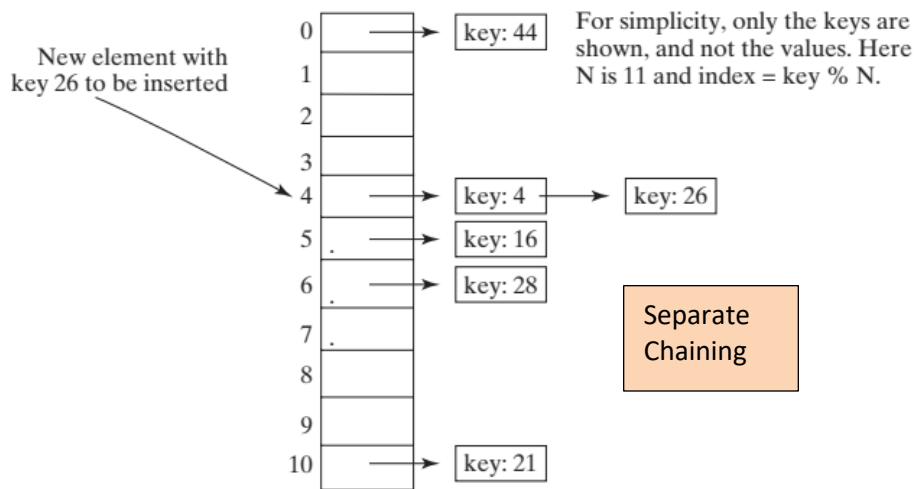 New element with
key 26 to be inserted
0
1
2
3
4
5
6
7
8
9
10
key: 44
key: 4
key: 26
key: 16
key: 28
key: 21
For simplicity, only the keys are
shown, and not the values. Here
N is 11 and index = key % N.
Separate
Chaining